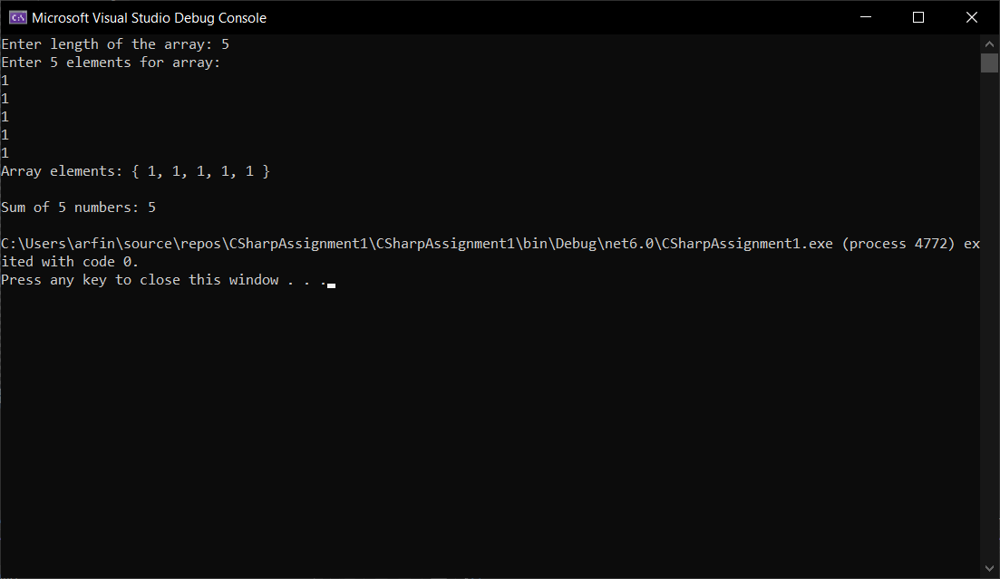 Microsoft Visual Studio Debug Console
Enter length of the array: 5
Enter 5 elements for array:
1
1
1
1
1
Array elements: { 1, 1, 1, 1, 1 }
Sum of 5 numbers: 5
C:\Users\arfin\source\repos\CSharpAssignment1\CSharpAssignment1\bin\Debug\net6.0\CSharpAssignment1.exe (process 4772) ex
ited with code 0.
Press any key to close this window . . .